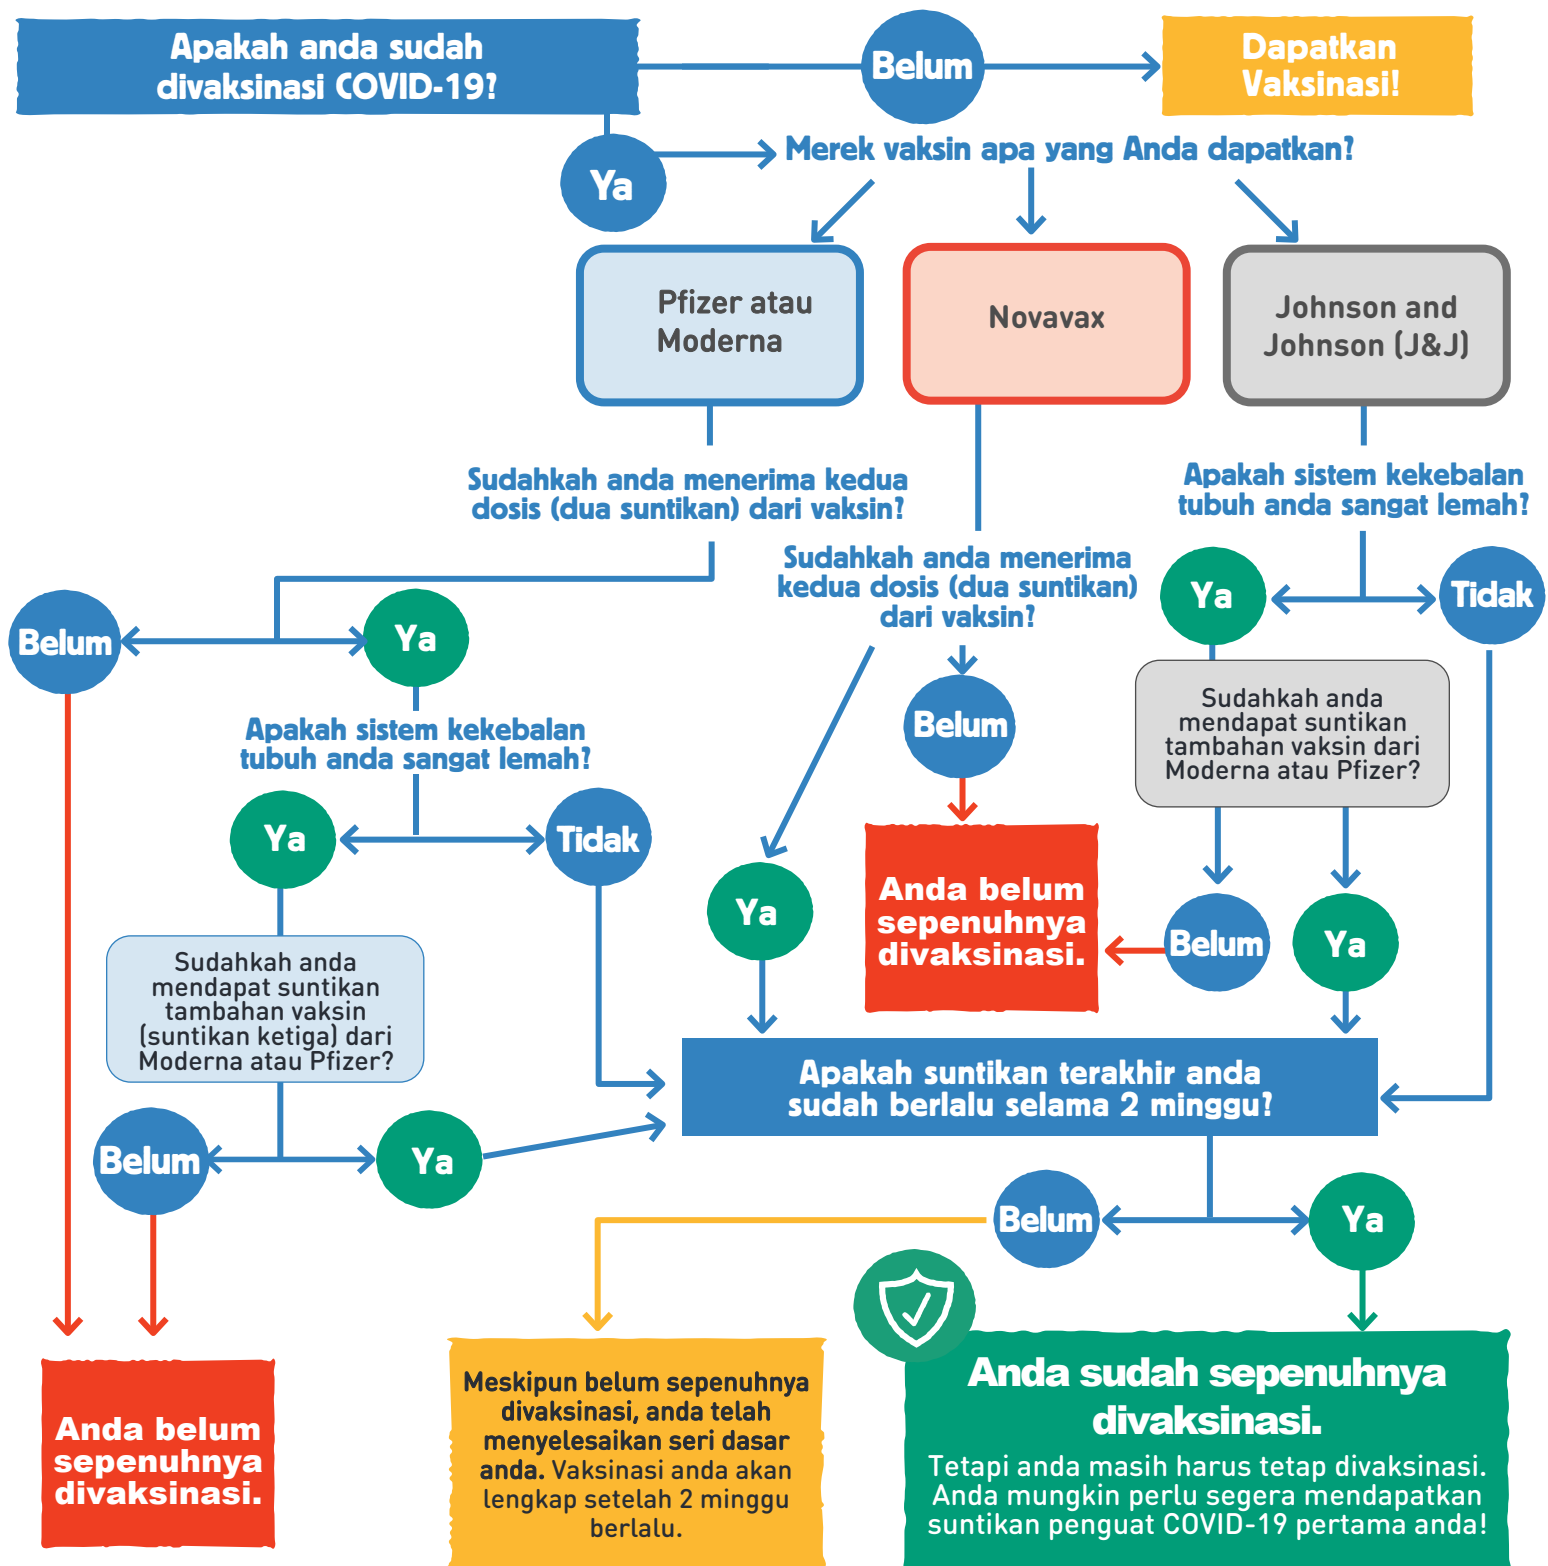 Apakah anda sudah
divaksinasi COVID-19?
Belum
Dapatkan
Vaksinasi!
Ya
Merek vaksin apa yang Anda dapatkan?
Pfizer atau
Moderna
Novavax
Johnson and
Johnson (J&J)
Sudahkah anda menerima kedua
dosis (dua suntikan) dari vaksin?
Apakah sistem kekebalan
tubuh anda sangat lemah?
Sudahkah anda menerima
kedua dosis (dua suntikan)
dari vaksin?
Ya
Tidak
Belum
Ya
Belum
Sudahkah anda
mendapat suntikan
tambahan vaksin dari
Moderna atau Pfizer?
Apakah sistem kekebalan
tubuh anda sangat lemah?
Ya
Tidak
Ya
Anda belum
sepenuhnya
divaksinasi.
Belum
Ya
Sudahkah anda
mendapat suntikan
tambahan vaksin
(suntikan ketiga) dari
Moderna atau Pfizer?
Apakah suntikan terakhir anda
sudah berlalu selama 2 minggu?
Belum
Ya
Belum
Ya
Anda belum
sepenuhnya
divaksinasi.
Meskipun belum sepenuhnya
divaksinasi, anda telah
menyelesaikan seri dasar
anda. Vaksinasi anda akan
lengkap setelah 2 minggu
berlalu.
Anda sudah sepenuhnya
divaksinasi.
Tetapi anda masih harus tetap divaksinasi.
Anda mungkin perlu segera mendapatkan
suntikan penguat COVID-19 pertama anda!